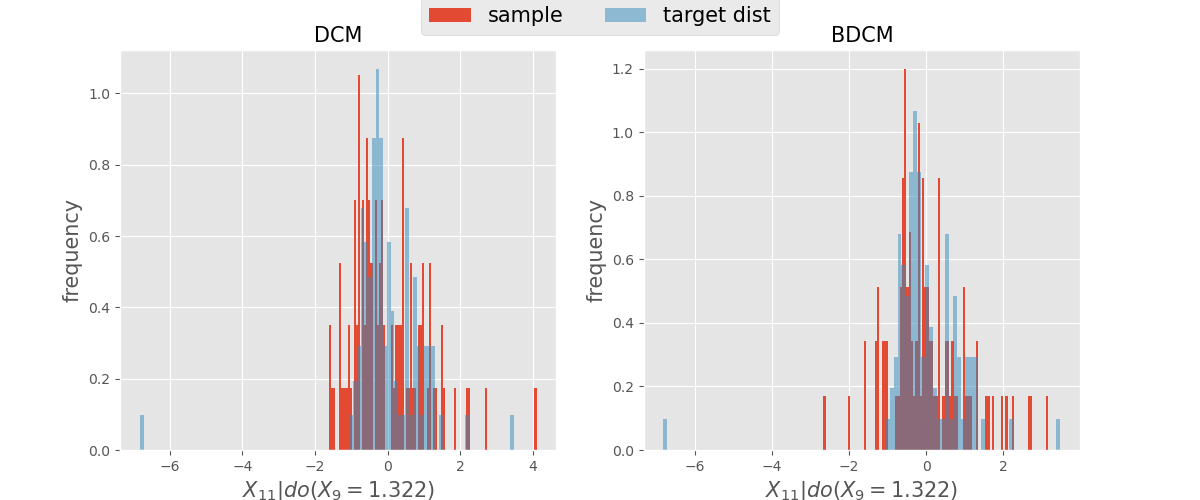 sample target dist
DCM BDCM
1.0
0.8
0.6
0.4
0.2
0.0
frequency
−6 −4 −2 0 2 4
X₁₁|do(X₉ = 1.322)
1.2
1.0
0.8
0.6
0.4
0.2
0.0
frequency
−6 −4 −2 0 2
X₁₁|do(X₉ = 1.322)